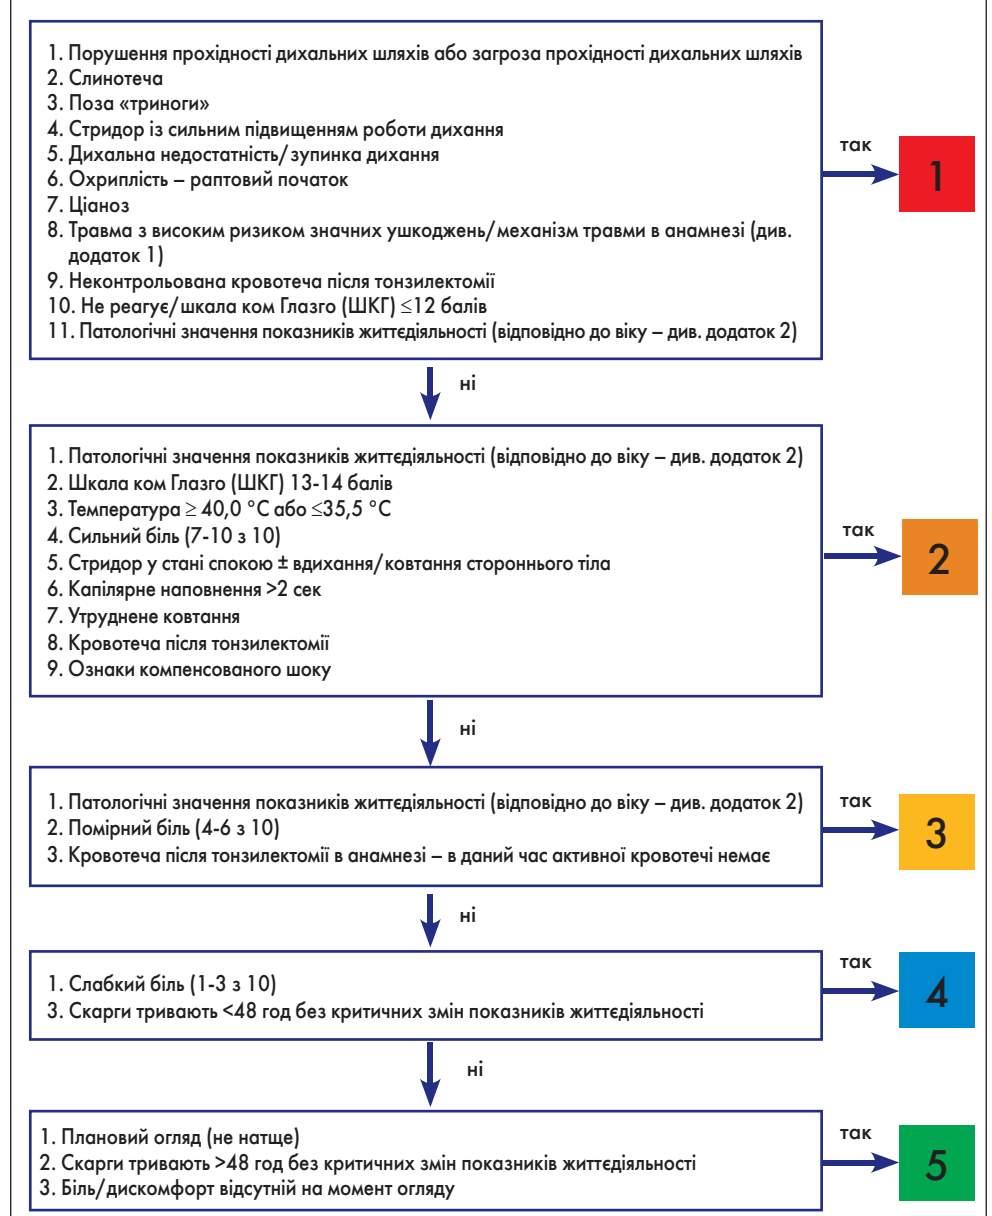 1. Порушення прохідності дихальних шляхів або загроза прохідності дихальних шляхів
2. Слинотеча
3. Поза «триноги»
4. Стридор із сильним підвищенням роботи дихання
5. Дихальна недостатність/зупинка дихання
6. Охриплість – раптовий початок
7. Ціаноз
8. Травма з високим ризиком значних ушкоджень/механізм травми в анамнезі (див.
додаток 1)
9. Неконтрольована кровотеча після тонзилектомії
10. Не реагує/шкала ком Глазго (ШКГ) ≤12 балів
11. Патологічні значення показників життєдіяльності (відповідно до віку – див. додаток 2)
так
1
ні
1. Патологічні значення показників життєдіяльності (відповідно до віку – див. додаток 2)
2. Шкала ком Глазго (ШКГ) 13-14 балів
3. Температура ≥ 40,0 °C або ≤35,5 °C
4. Сильний біль (7-10 з 10)
5. Стридор у стані спокою ± вдихання/ковтання стороннього тіла
6. Капілярне наповнення >2 сек
7. Утруднене ковтання
8. Кровотеча після тонзилектомії
9. Ознаки компенсованого шоку
так
2
ні
1. Патологічні значення показників життєдіяльності (відповідно до віку – див. додаток 2)
2. Помірний біль (4-6 з 10)
3. Кровотеча після тонзилектомії в анамнезі – в даний час активної кровотечі немає
так
3
ні
1. Слабкий біль (1-3 з 10)
3. Скарги тривають <48 год без критичних змін показників життєдіяльності
так
4
ні
1. Плановий огляд (не натще)
2. Скарги тривають >48 год без критичних змін показників життєдіяльності
3. Біль/дискомфорт відсутній на момент огляду
так
5